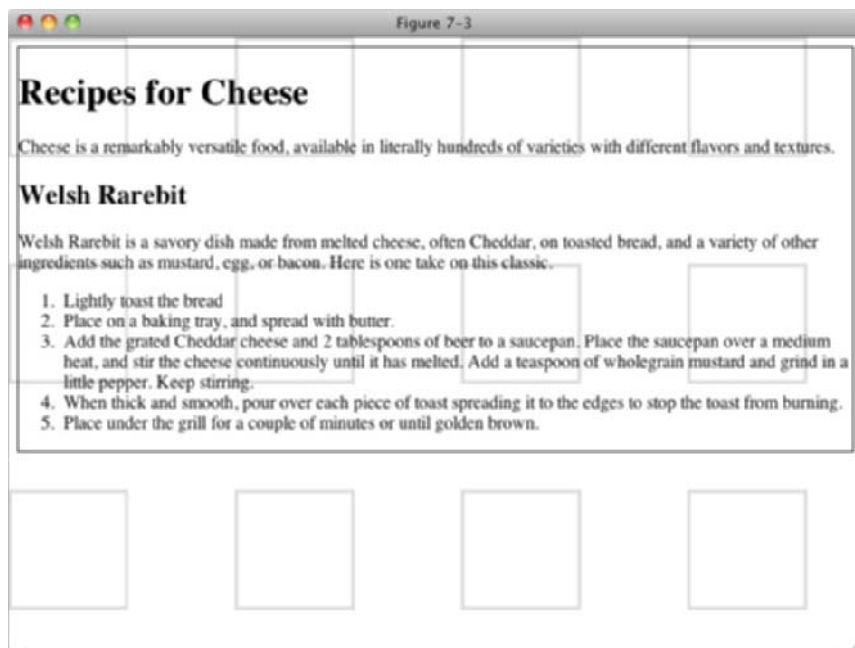 Figure 7-3
Recipes for Cheese
Cheese is a remarkably versatile food, available in literally hundreds of varieties with different flavors and textures.
Welsh Rarebit
Welsh Rarebit is a savory dish made from melted cheese, often Cheddar, on toasted bread, and a variety of other
ingredients such as mustard, egg, or bacon. Here is one take on this classic.
1. Lightly toast the bread
2. Place on a baking tray, and spread with butter.
3. Add the grated Cheddar cheese and 2 tablespoons of beer to a saucepan. Place the saucepan over a medium
heat, and stir the cheese continuously until it has melted. Add a teaspoon of wholegrain mustard and grind in a
little pepper. Keep stirring.
4. When thick and smooth, pour over each piece of toast spreading it to the edges to stop the toast from burning.
5. Place under the grill for a couple of minutes or until golden brown.